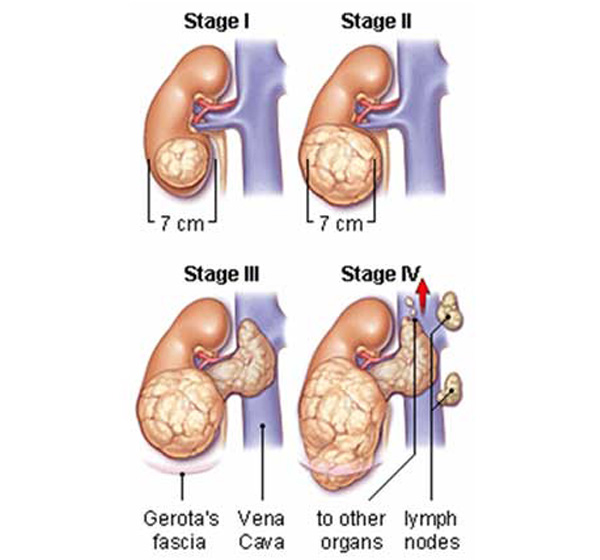 Stage I
Stage II
7 cm
7 cm
Stage III
Stage IV
Gerota's
fascia
Vena
Cava
to other
organs
lymph
nodes